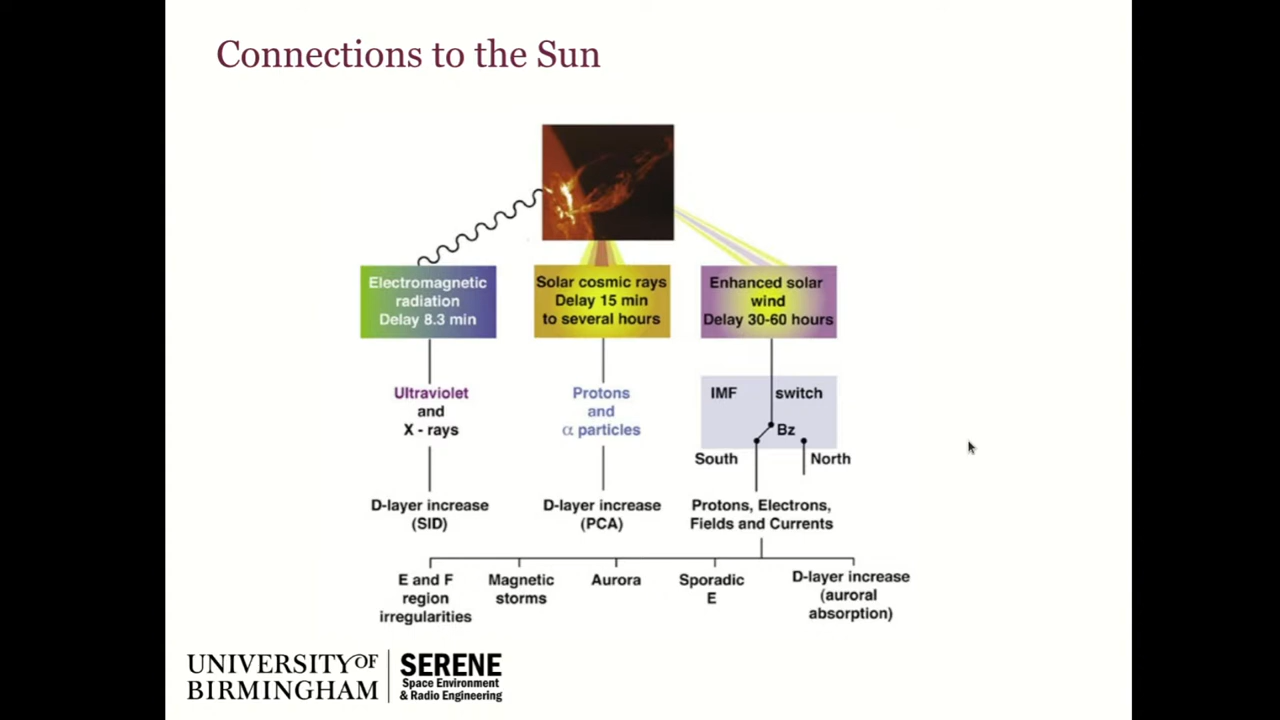 Connections to the Sun
Electromagnetic
radiation
Delay 8.3 min
Solar cosmic rays
Delay 15 min
to several hours
Enhanced solar
wind
Delay 30-60 hours
Ultraviolet
and
X - rays
Protons
and
α particles
IMF switch
Bz
South North
D-layer increase
(SID)
D-layer increase
(PCA)
Protons, Electrons,
Fields and Currents
E and F
region
irregularities
Magnetic
storms
Aurora
Sporadic
E
D-layer increase
(auroral
absorption)
UNIVERSITY OF
BIRMINGHAM
SERENE
Space Environment
& Radio Engineering